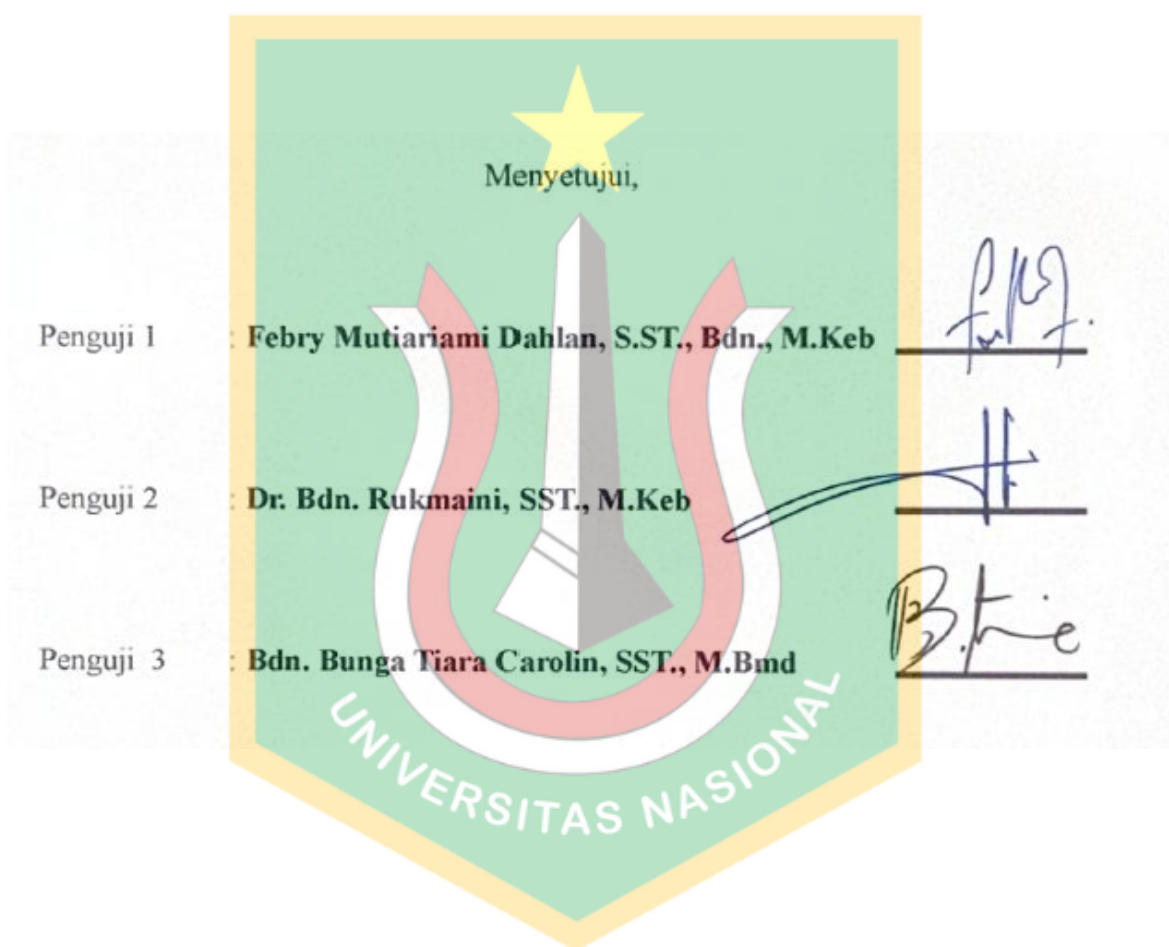 Menyetujui,
Penguji 1 : Febry Mutiariami Dahlan, S.ST., Bdn., M.Keb
Penguji 2 : Dr. Bdn. Rukmaini, SST., M.Keb
Penguji 3 : Bdn. Bunga Tiara Carolin, SST., M.Bmd
UNIVERSITAS NASIONAL